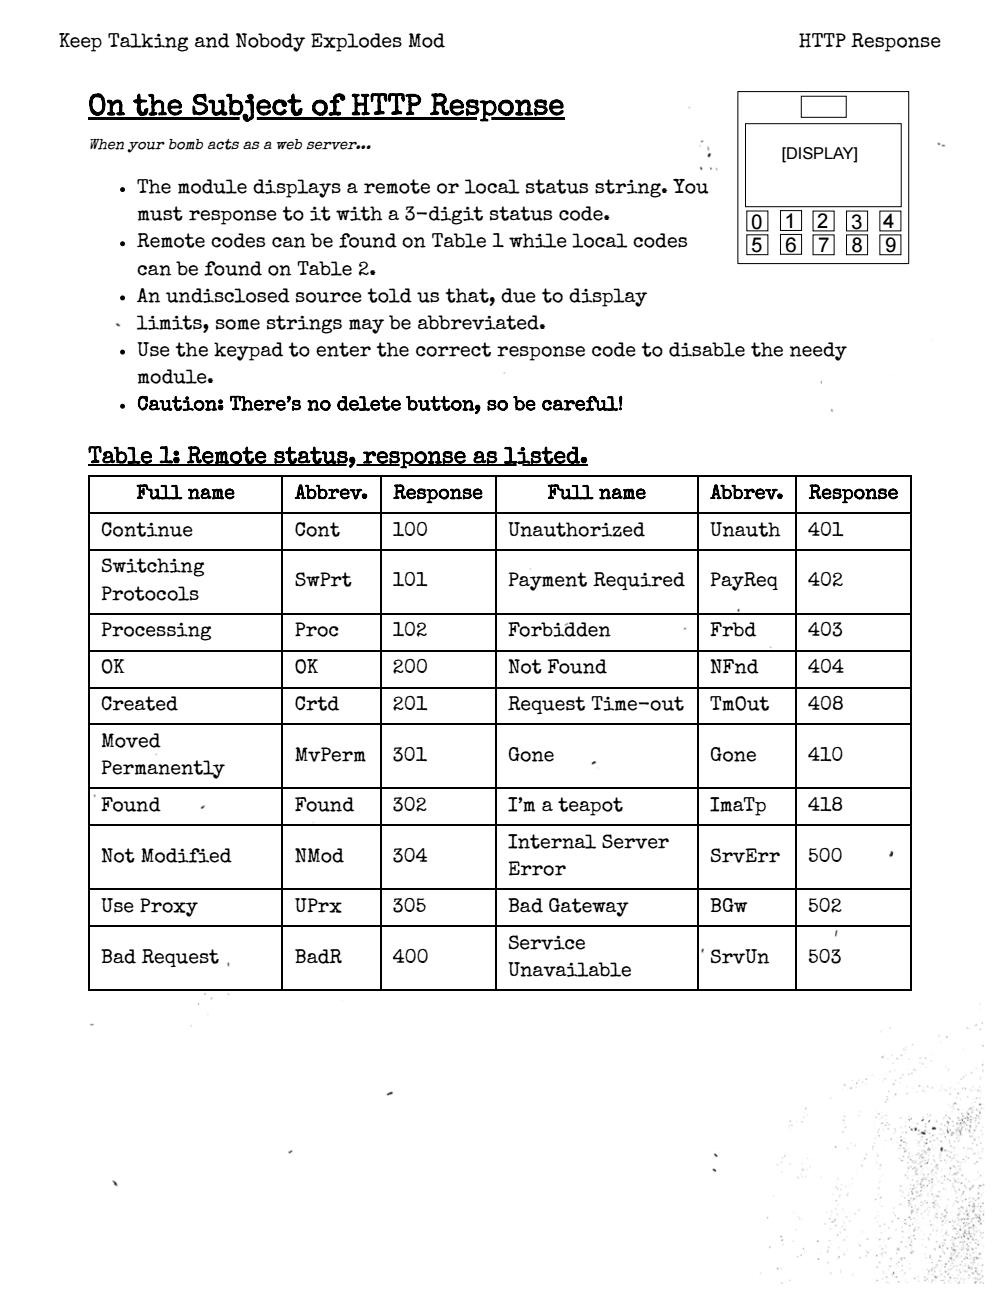 Keep Talking and Nobody Explodes Mod
HTTP Response
On the Subject of HTTP Response
When your bomb acts as a web server...
• The module displays a remote or local status string. You
must response to it with a 3-digit status code.
• Remote codes can be found on Table 1 while local codes
can be found on Table 2.
• An undisclosed source told us that, due to display
limits, some strings may be abbreviated.
• Use the keypad to enter the correct response code to disable the needy
module.
• Caution: There's no delete button, so be careful!
[DISPLAY]
0 1 2 3 4
5 6 7 8 9
Table 1: Remote status, response as listed.
Full name Abbrev. Response Full name Abbrev. Response
Continue Cont 100 Unauthorized Unauth 401
Switching
Protocols SwPrt 101 Payment Required PayReq 402
Processing Proc 102 Forbidden Frbd 403
OK OK 200 Not Found NFnd 404
Created Crtd 201 Request Time-out TmOut 408
Moved
Permanently MvPerm 301 Gone Gone 410
Found Found 302 I'm a teapot ImaTp 418
Not Modified NMod 304 Internal Server
Error SrvErr 500
Use Proxy UPrx 305 Bad Gateway BGw 502
Bad Request BadR 400 Service
Unavailable SrvUn 503